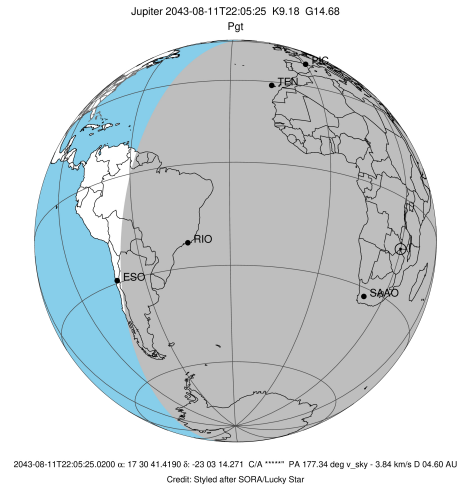 Jupiter 2043-08-11T22:05:25 K9.18 G14.68
Pgt
PIC
TEN
RIO
ESO
SAAO
2043-08-11T22:05:25.0200 α: 17 30 41.4190 δ: -23 03 14.271 C/A *****" PA 177.34 deg v_sky - 3.84 km/s D 04.60 AU
Credit: Styled after SORA/Lucky Star